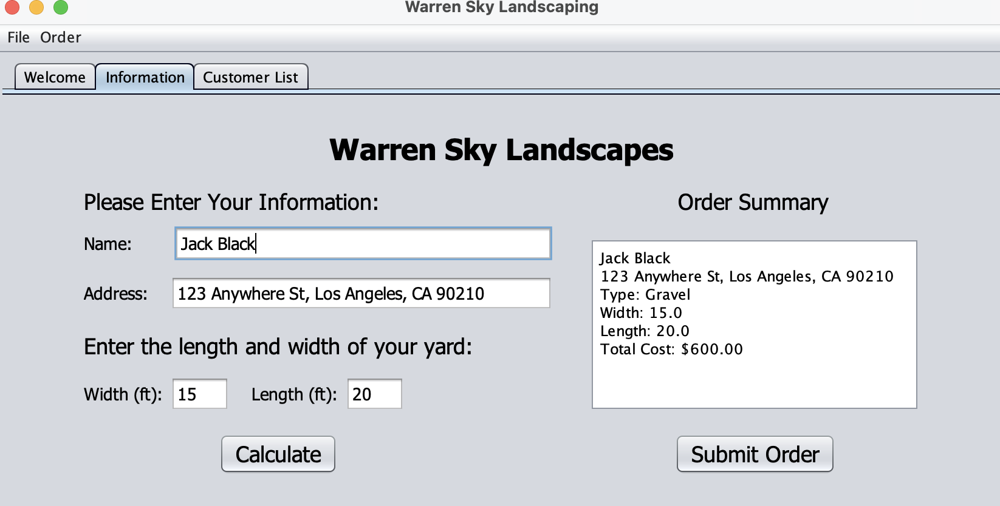 Warren Sky Landscaping
File Order
Welcome Information Customer List
Warren Sky Landscapes
Please Enter Your Information:
Name: Jack Black
Address: 123 Anywhere St, Los Angeles, CA 90210
Enter the length and width of your yard:
Width (ft): 15 Length (ft): 20
Calculate
Order Summary
Jack Black
123 Anywhere St, Los Angeles, CA 90210
Type: Gravel
Width: 15.0
Length: 20.0
Total Cost: $600.00
Submit Order